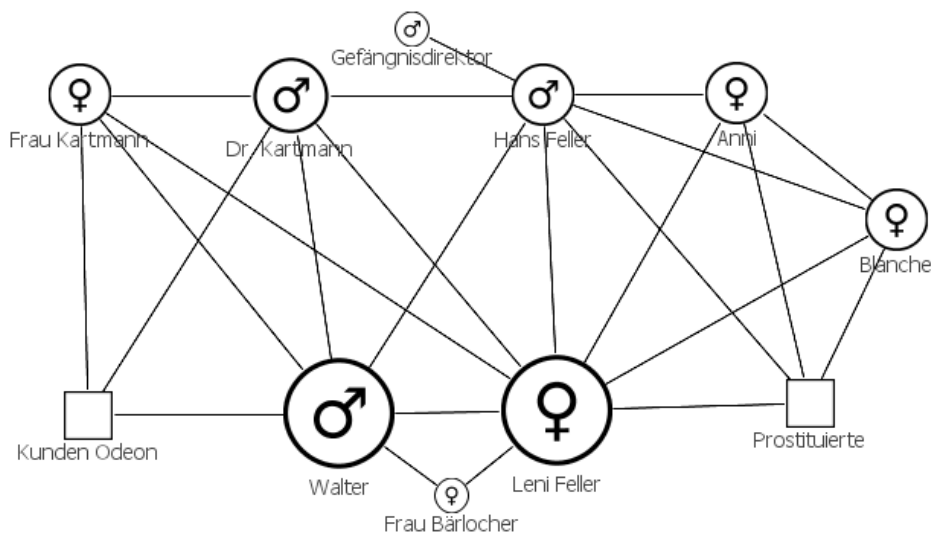 Gefängnisdirektor
Frau Kartmann
Dr. Kartmann
Hans Feller
Anni
Blanche
Kunden Odeon
Walter
Leni Feller
Prostituierte
Frau Bärlocher